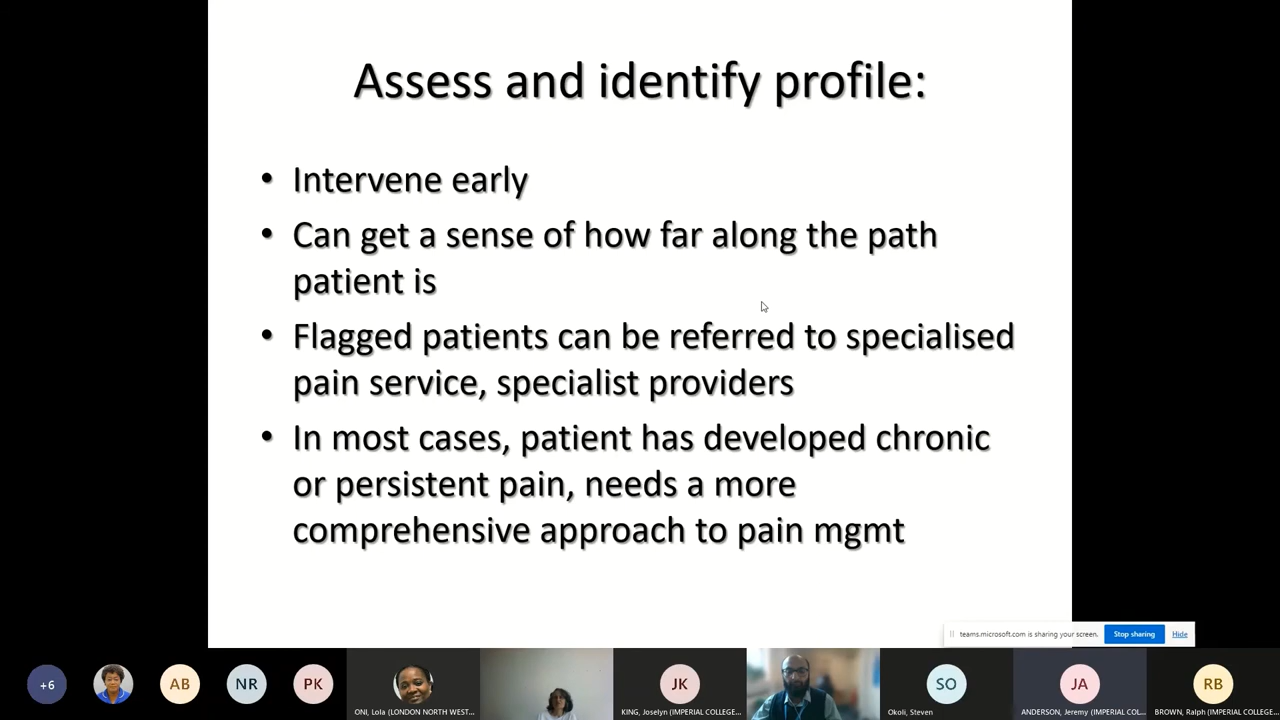 Assess and identify profile:
• Intervene early
• Can get a sense of how far along the path
patient is
• Flagged patients can be referred to specialised
pain service, specialist providers
• In most cases, patient has developed chronic
or persistent pain, needs a more
comprehensive approach to pain mgmt
teams.microsoft.com is sharing your screen. Stop sharing Hide
+6 AB NR PK JK SO JA RB
ONI, Lola (LONDON NORTH WEST... KING, Joselyn (IMPERIAL COLLEGE... Okoli, Steven ANDERSON, Jeremy (IMPERIAL COL... BROWN, Ralph (IMPERIAL COLLEGE...